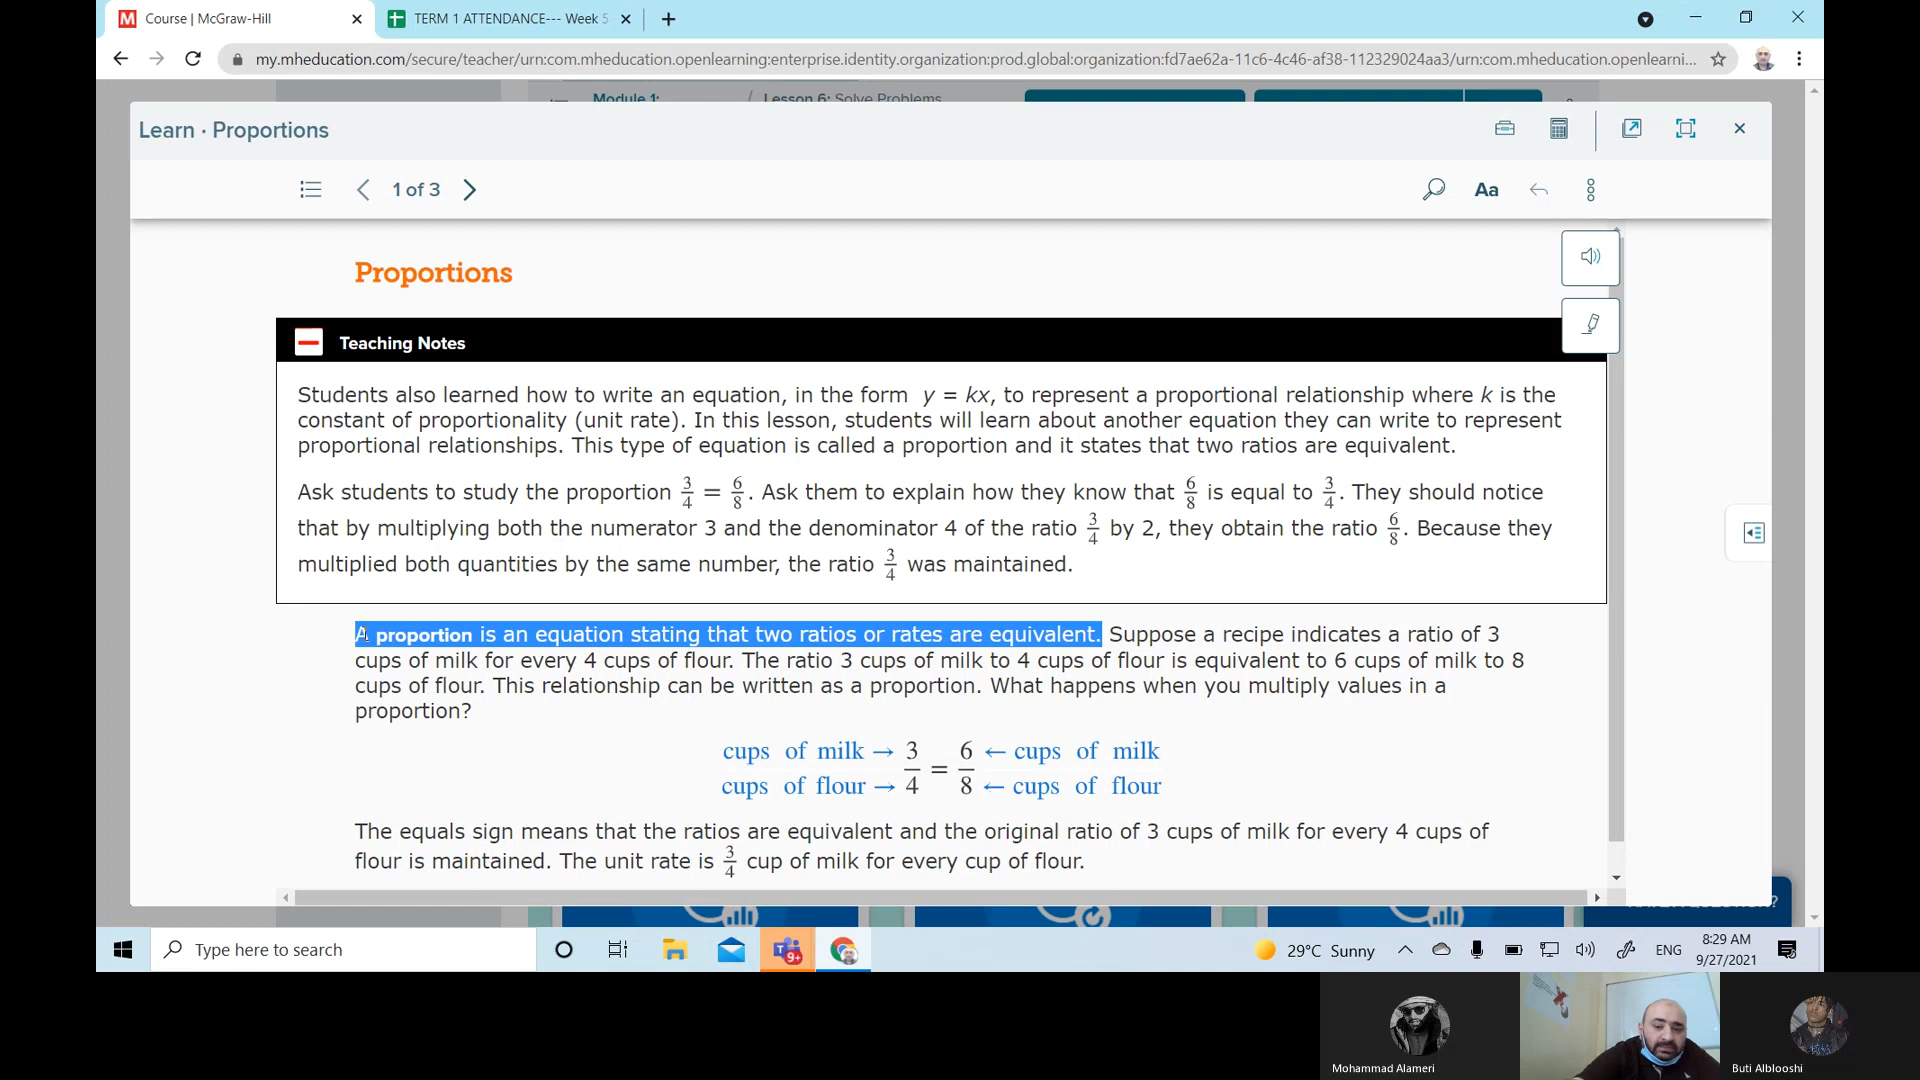 Course | McGraw-Hill
TERM 1 ATTENDANCE--- Week 5
my.mheducation.com/secure/teacher/urn:com.mheducation.openlearning:enterprise.identity.organization:prod.global:organization:fd7ae62a-11c6-4c46-af38-112329024aa3/urn:com.mheducation.openlearni...
Module 1: / Lesson 6: Solve Problems
Learn · Proportions
1 of 3
Aa
Proportions
Teaching Notes
Students also learned how to write an equation, in the form y = kx, to represent a proportional relationship where k is the
constant of proportionality (unit rate). In this lesson, students will learn about another equation they can write to represent
proportional relationships. This type of equation is called a proportion and it states that two ratios are equivalent.
Ask students to study the proportion 3/4 = 6/8. Ask them to explain how they know that 6/8 is equal to 3/4. They should notice
that by multiplying both the numerator 3 and the denominator 4 of the ratio 3/4 by 2, they obtain the ratio 6/8. Because they
multiplied both quantities by the same number, the ratio 3/4 was maintained.
A proportion is an equation stating that two ratios or rates are equivalent. Suppose a recipe indicates a ratio of 3
cups of milk for every 4 cups of flour. The ratio 3 cups of milk to 4 cups of flour is equivalent to 6 cups of milk to 8
cups of flour. This relationship can be written as a proportion. What happens when you multiply values in a
proportion?
cups of milk → 3 = 6 ← cups of milk
cups of flour → 4 8 ← cups of flour
The equals sign means that the ratios are equivalent and the original ratio of 3 cups of milk for every 4 cups of
flour is maintained. The unit rate is 3/4 cup of milk for every cup of flour.
Type here to search
9+
29°C Sunny
ENG
8:29 AM
9/27/2021
Mohammad Alameri
Buti Alblooshi